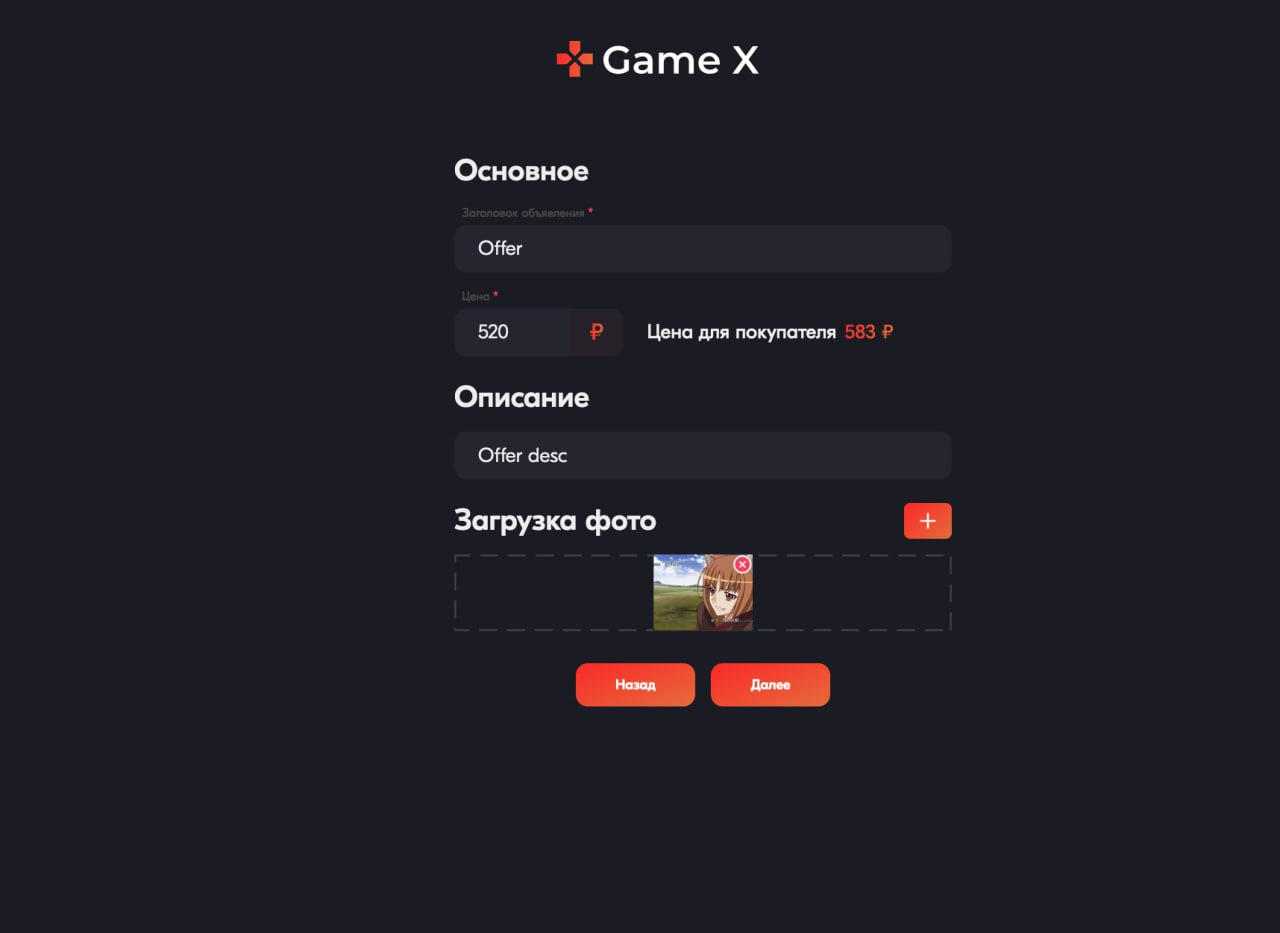 Game X
Основное
Заголовок объявления *
Offer
Цена *
520 ₽ Цена для покупателя 583 ₽
Описание
Offer desc
Загрузка фото +
Назад Далее